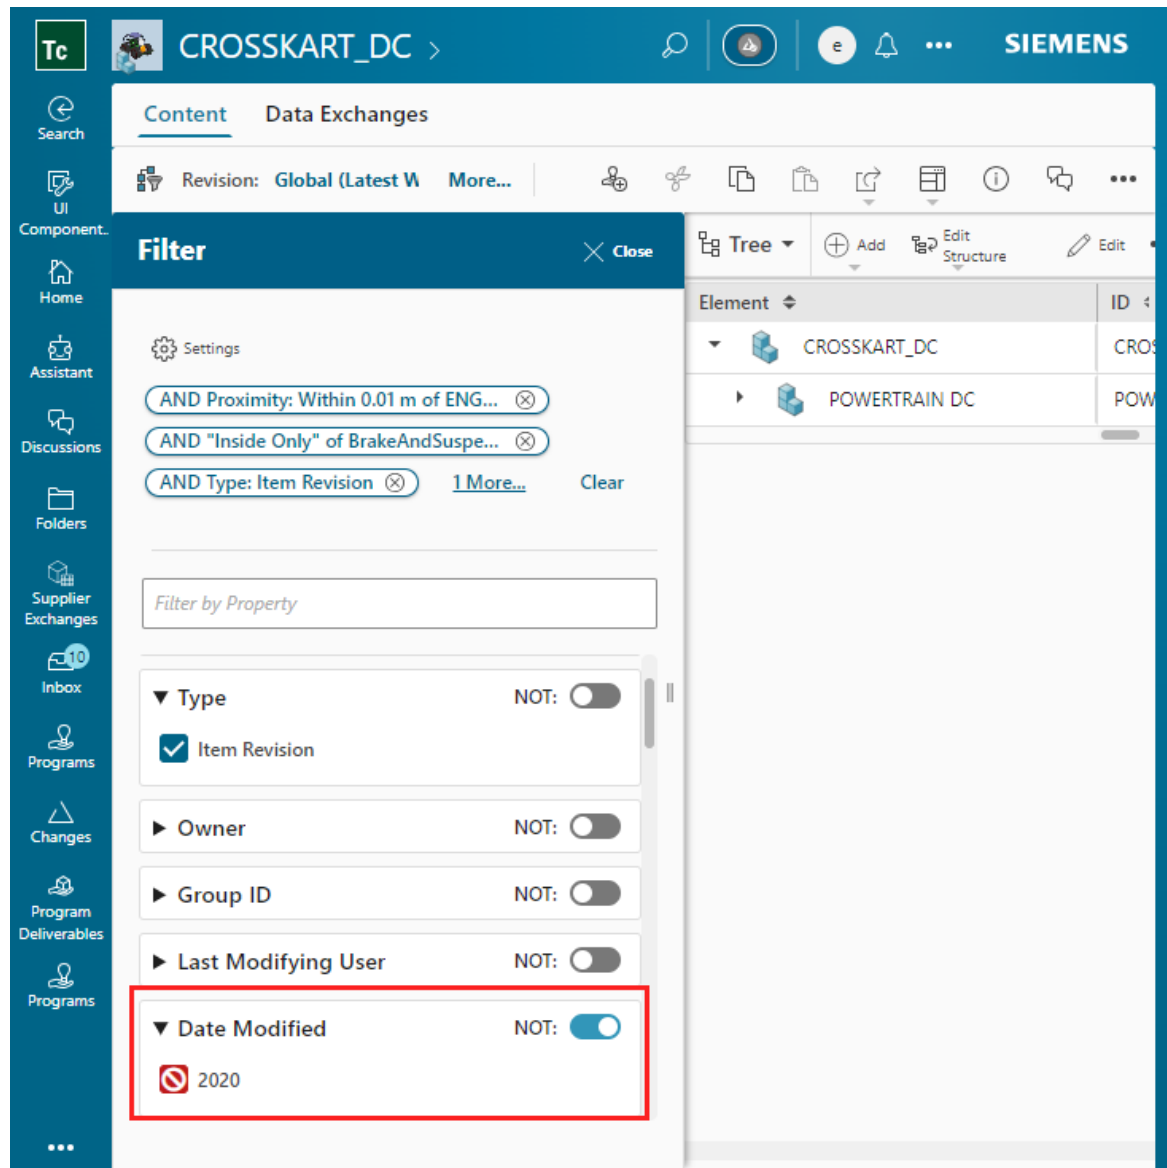 Tc CROSSKART_DC > e ••• SIEMENS
Search
UI
Component..
Home
Assistant
Discussions
Folders
Supplier
Exchanges
10
Inbox
Programs
Changes
Program
Deliverables
Programs
•••
Content Data Exchanges
Revision: Global (Latest W More... •••
Filter Close
Settings
AND Proximity: Within 0.01 m of ENG...
AND "Inside Only" of BrakeAndSuspe...
AND Type: Item Revision 1 More... Clear
Filter by Property
Type NOT:
Item Revision
Owner NOT:
Group ID NOT:
Last Modifying User NOT:
Date Modified NOT:
2020
Tree Add Edit
Structure Edit
Element ID
CROSSKART_DC CROS
POWERTRAIN DC POW